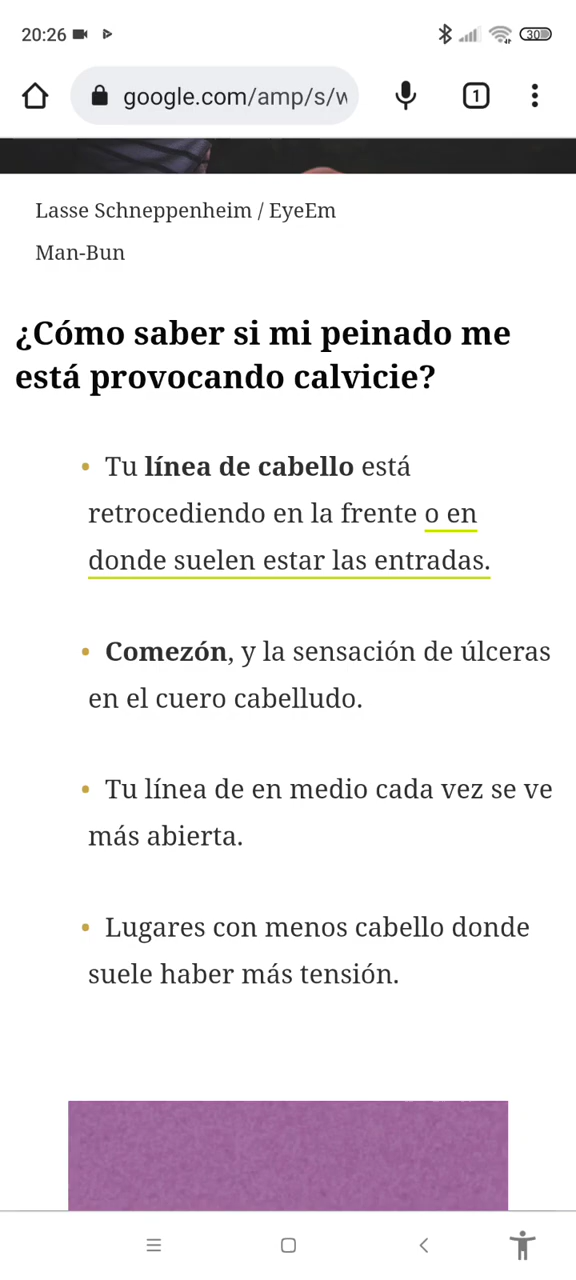 20:26
30
google.com/amp/s/w
1
Lasse Schneppenheim / EyeEm
Man-Bun
¿Cómo saber si mi peinado me
está provocando calvicie?
• Tu línea de cabello está
retrocediendo en la frente o en
donde suelen estar las entradas.
• Comezón, y la sensación de úlceras
en el cuero cabelludo.
• Tu línea de en medio cada vez se ve
más abierta.
• Lugares con menos cabello donde
suele haber más tensión.